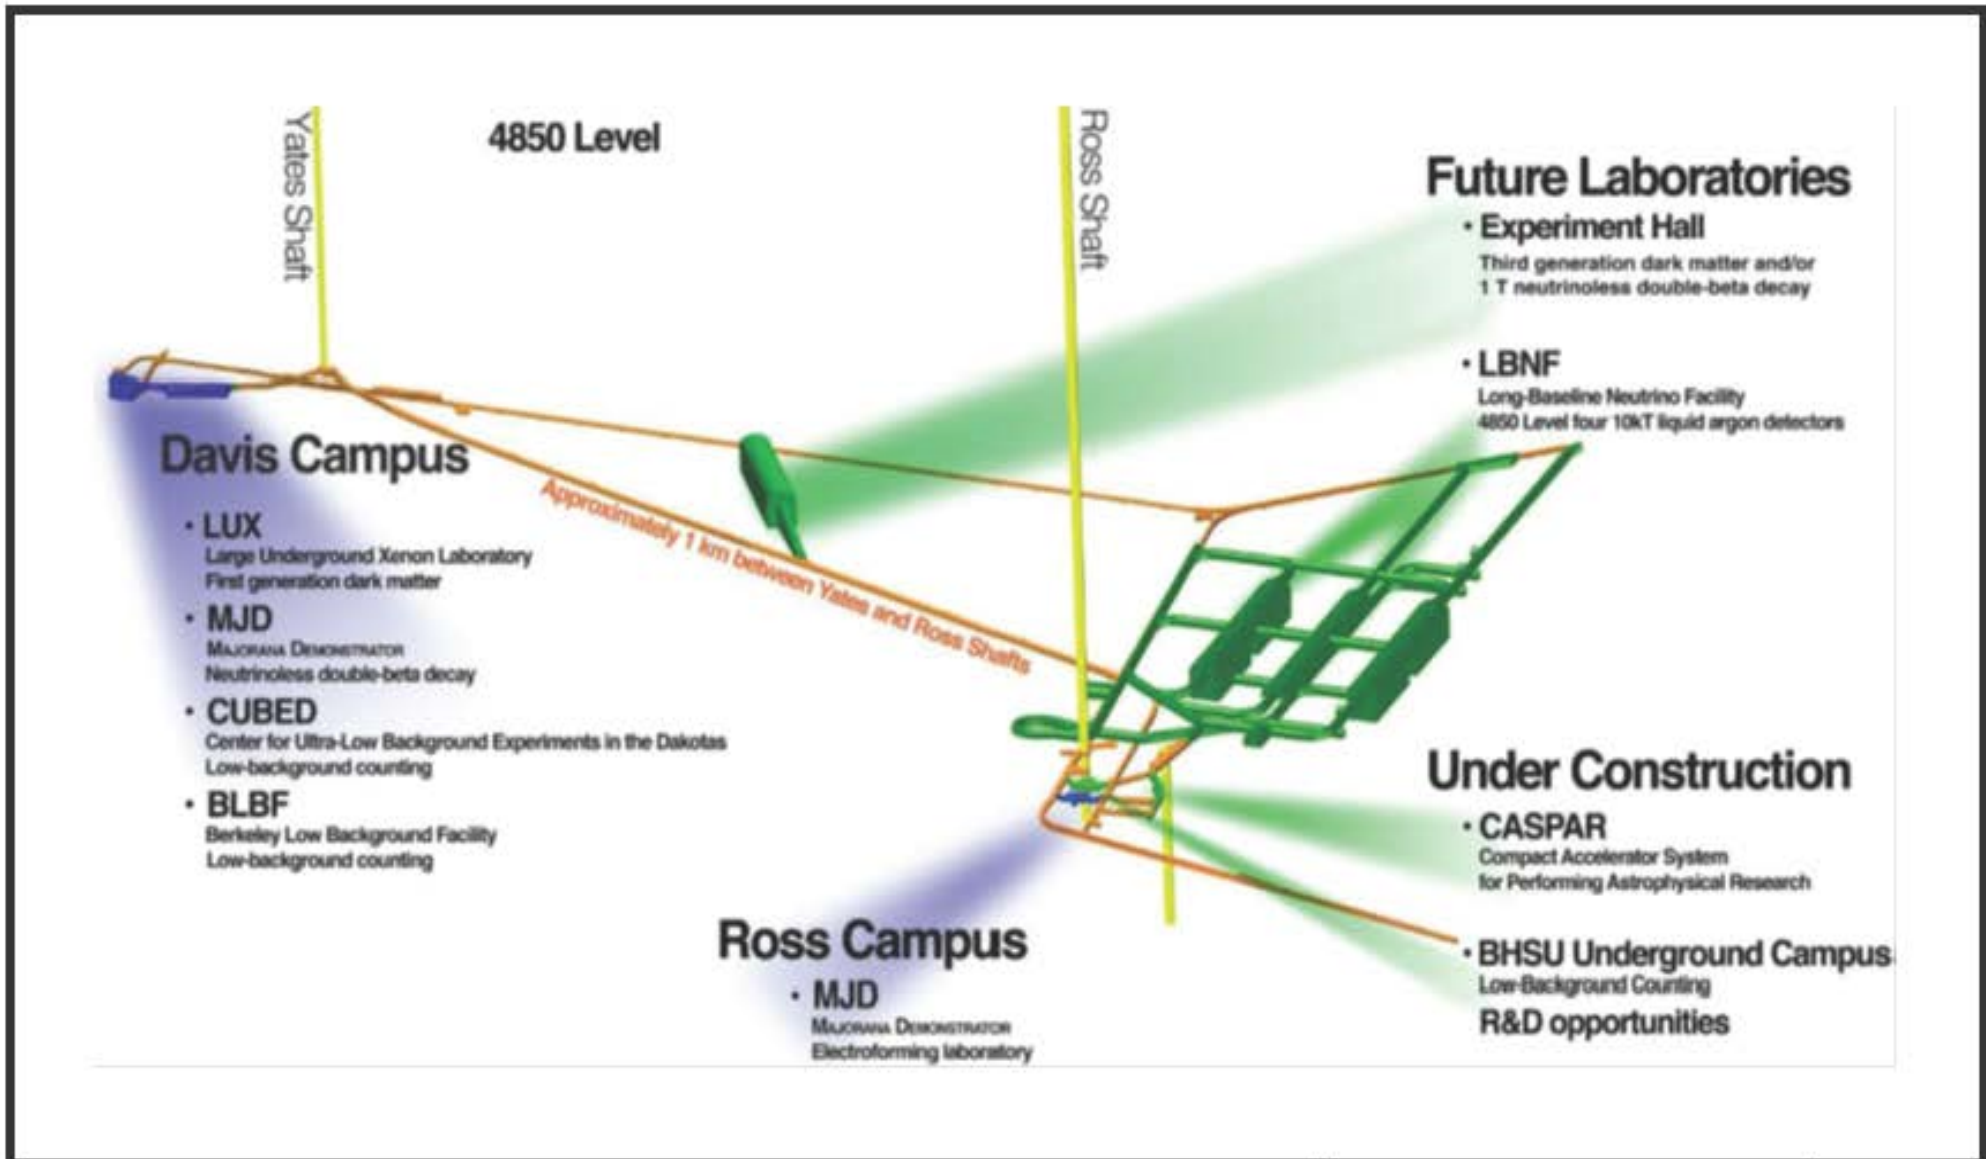 4850 Level
Yates Shaft
Ross Shaft
Future Laboratories
· Experiment Hall
Third generation dark matter and/or
1 T neutrinoless double-beta decay
· LBNF
Long-Baseline Neutrino Facility
4850 Level four 10kT liquid argon detectors
Davis Campus
· LUX
Large Underground Xenon Laboratory
First generation dark matter
· MJD
MAJORANA DEMONSTRATOR
Neutrinoless double-beta decay
· CUBED
Center for Ultra-Low Background Experiments in the Dakotas
Low-background counting
· BLBF
Berkeley Low Background Facility
Low-background counting
Approximately 1 km between Yates and Ross Shafts
Ross Campus
· MJD
MAJORANA DEMONSTRATOR
Electroforming laboratory
Under Construction
· CASPAR
Compact Accelerator System
for Performing Astrophysical Research
· BHSU Underground Campus
Low-Background Counting
R&D opportunities